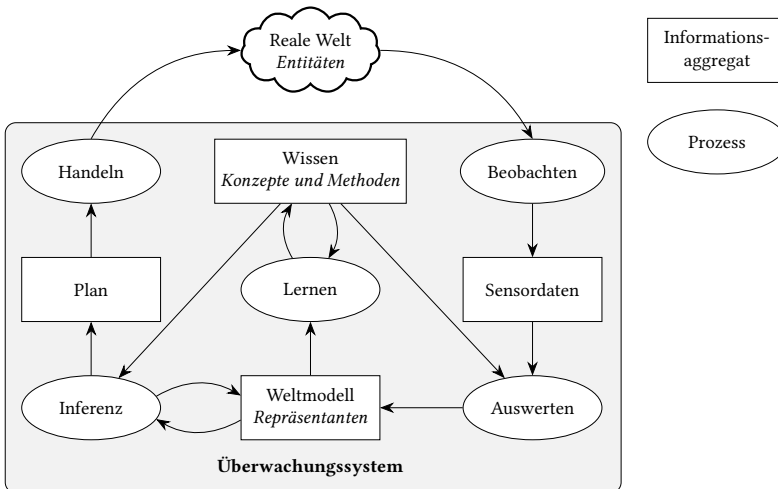 Reale Welt
Entitäten
Informations-
aggregat
Prozess
Handeln
Wissen
Konzepte und Methoden
Beobachten
Plan
Lernen
Sensordaten
Inferenz
Weltmodell
Repräsentanten
Auswerten
Überwachungssystem